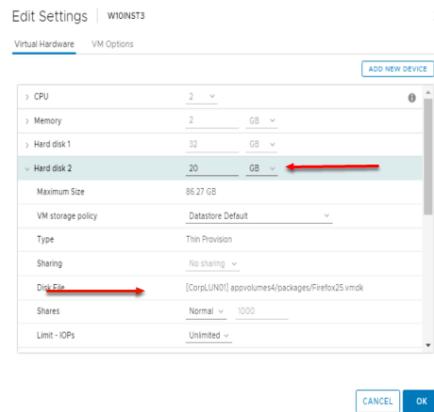 Edit Settings W10INST3
Virtual Hardware VM Options
ADD NEW DEVICE
CPU 2
Memory 2 GB
Hard disk 1 32 GB
Hard disk 2 20 GB
Maximum Size 86.27 GB
VM storage policy Datastore Default
Type Thin Provision
Sharing No sharing
Disk File [CorpLUN01] appvolumes4/packages/Firefox25.vmdk
Shares Normal 1000
Limit - IOPs Unlimited
CANCEL OK